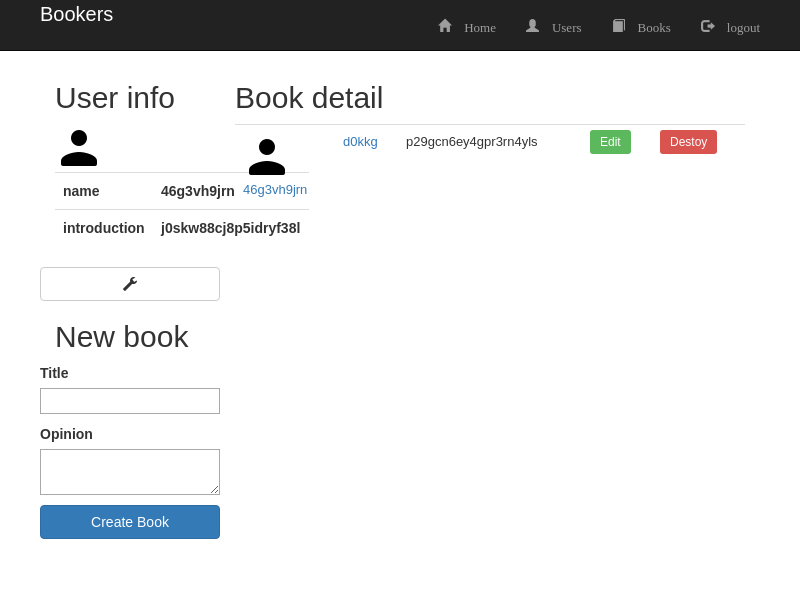 Bookers
Home Users Books logout
User info
name 46g3vh9jrn
introduction j0skw88cj8p5idryf38l
New book
Title
Opinion
Create Book
Book detail
d0kkg p29gcn6ey4gpr3rn4yls Edit Destoy
46g3vh9jrn